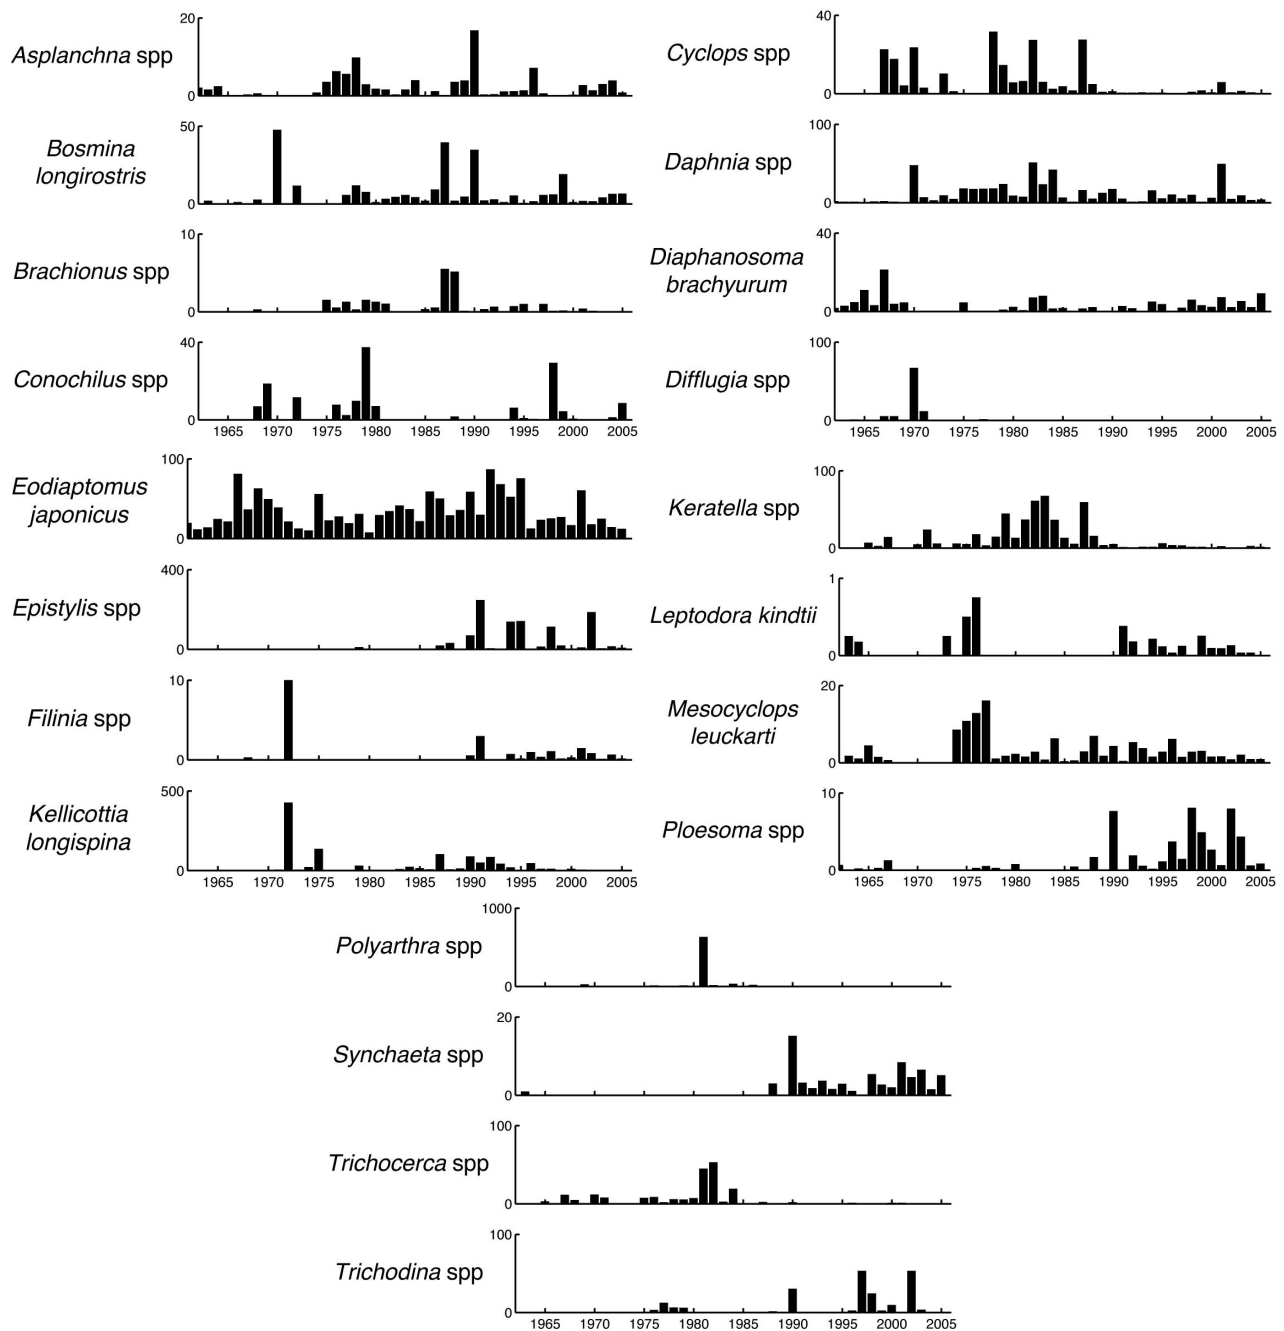 Asplanchna spp
20
0
Bosmina
longirostris
50
0
Brachionus spp
10
0
Conochilus spp
40
0
1965 1970 1975 1980 1985 1990 1995 2000 2005
Cyclops spp
40
0
Daphnia spp
100
0
Diaphanosoma
brachyurum
40
0
Difflugia spp
100
0
1965 1970 1975 1980 1985 1990 1995 2000 2005
Eodiaptomus
japonicus
100
0
Epistylis spp
400
0
Filinia spp
10
0
Kellicottia
longispina
500
0
1965 1970 1975 1980 1985 1990 1995 2000 2005
Keratella spp
100
0
Leptodora kindtii
1
0
Mesocyclops
leuckarti
20
0
Ploesoma spp
10
0
1965 1970 1975 1980 1985 1990 1995 2000 2005
Polyarthra spp
1000
0
Synchaeta spp
20
0
Trichocerca spp
100
0
Trichodina spp
100
0
1965 1970 1975 1980 1985 1990 1995 2000 2005